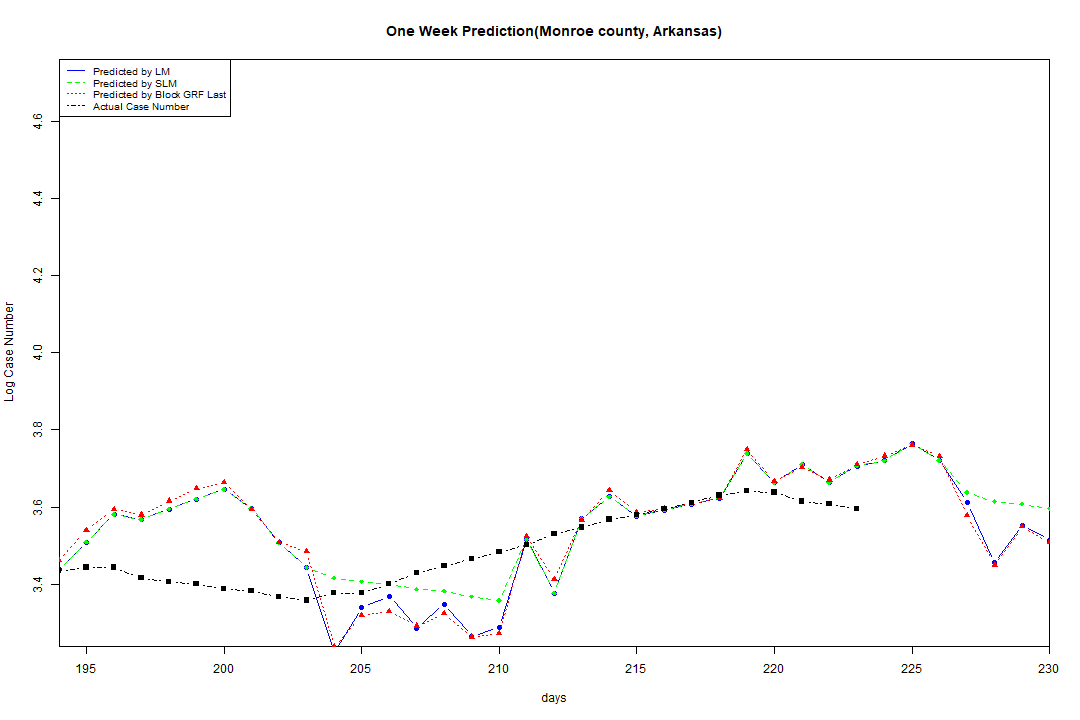 One Week Prediction(Monroe county, Arkansas)
Predicted by LM
Predicted by SLM
Predicted by Block GRF Last
Actual Case Number
4.6
4.4
4.2
4.0
3.8
3.6
3.4
Log Case Number
195 200 205 210 215 220 225 230
days